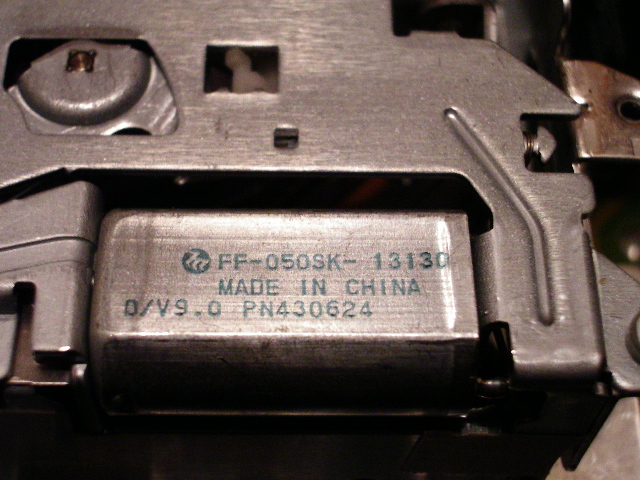 FF-050SK- 13130
MADE IN CHINA
D/V9.0 PN430624